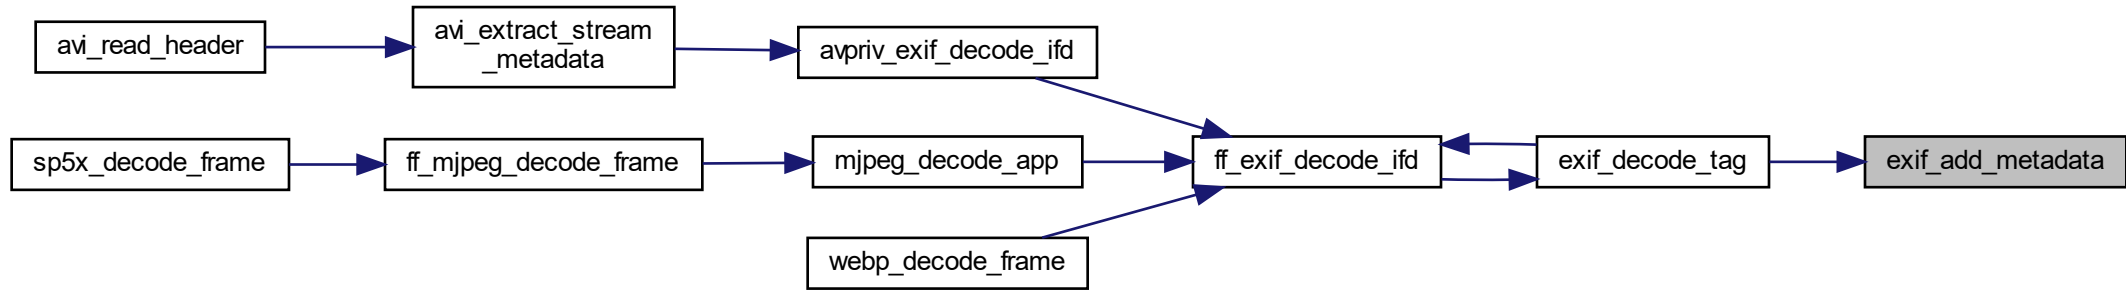 avi_read_header
avi_extract_stream
_metadata
avpriv_exif_decode_ifd
sp5x_decode_frame
ff_mjpeg_decode_frame
mjpeg_decode_app
ff_exif_decode_ifd
exif_decode_tag
exif_add_metadata
webp_decode_frame